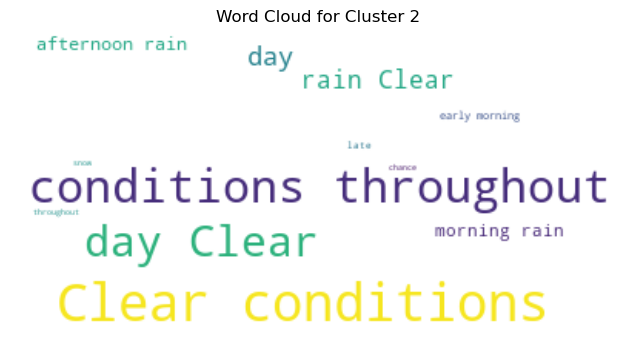 Word Cloud for Cluster 2
afternoon rain
day
rain Clear
early morning
late
snow
chance
conditions throughout
throughout
day Clear
morning rain
Clear conditions